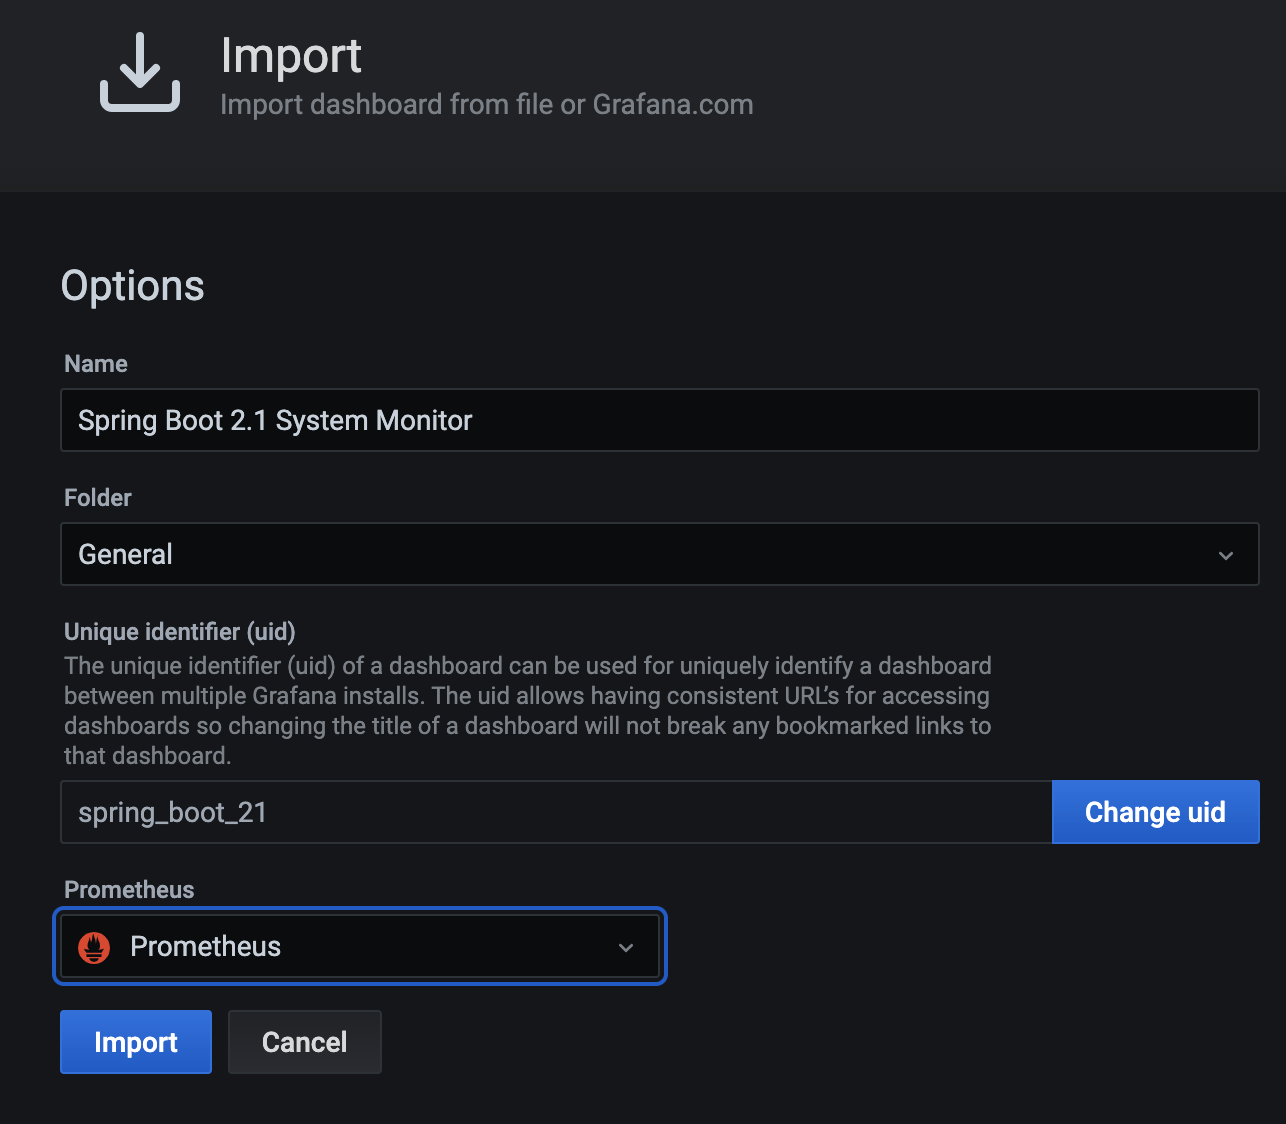 Import
Import dashboard from file or Grafana.com
Options
Name
Spring Boot 2.1 System Monitor
Folder
General
Unique identifier (uid)
The unique identifier (uid) of a dashboard can be used for uniquely identify a dashboard
between multiple Grafana installs. The uid allows having consistent URL’s for accessing
dashboards so changing the title of a dashboard will not break any bookmarked links to
that dashboard.
spring_boot_21
Change uid
Prometheus
Prometheus
Import
Cancel